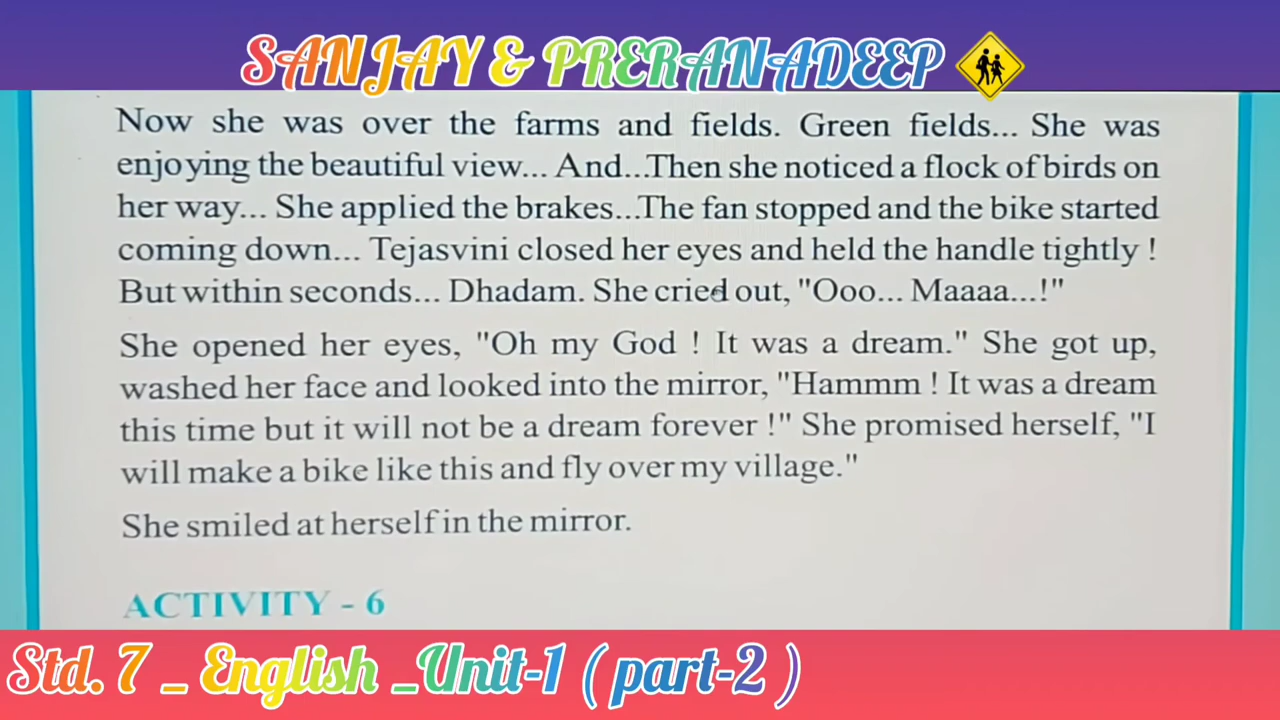 SANJAY & PRERANADEEP
Now she was over the farms and fields. Green fields... She was
enjoying the beautiful view... And...Then she noticed a flock of birds on
her way... She applied the brakes...The fan stopped and the bike started
coming down... Tejasvini closed her eyes and held the handle tightly !
But within seconds... Dhadam. She cried out, "Ooo... Maaaa...!"
She opened her eyes, "Oh my God ! It was a dream." She got up,
washed her face and looked into the mirror, "Hammm ! It was a dream
this time but it will not be a dream forever !" She promised herself, "I
will make a bike like this and fly over my village."
She smiled at herself in the mirror.
ACTIVITY - 6
Std. 7 _ English _Unit-1 ( part-2 )